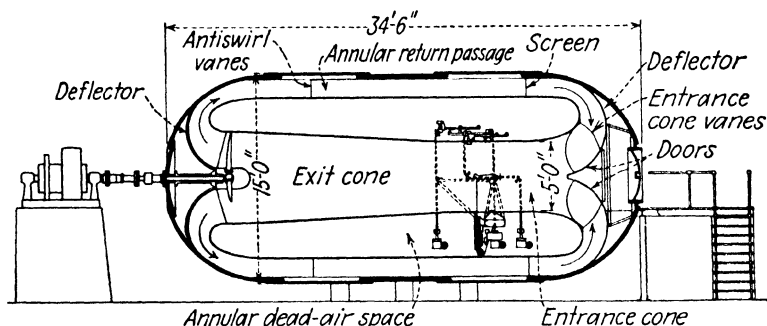 34'-6"
Antiswirl
vanes
Annular return passage
Screen
Deflector
Deflector
Entrance
cone vanes
Doors
15'-0"
Exit cone
5'-0"
Annular dead-air space
Entrance cone